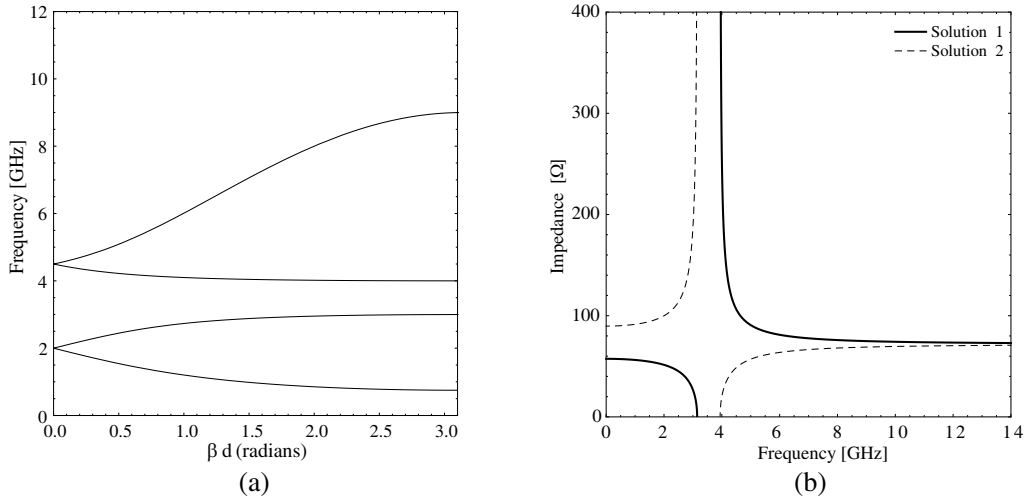 12
10
8
6
4
2
0
Frequency [GHz]
0.0 0.5 1.0 1.5 2.0 2.5 3.0
β d (radians)
(a)
400
300
200
100
0
Impedance [Ω]
Solution 1
Solution 2
0 2 4 6 8 10 12 14
Frequency [GHz]
(b)